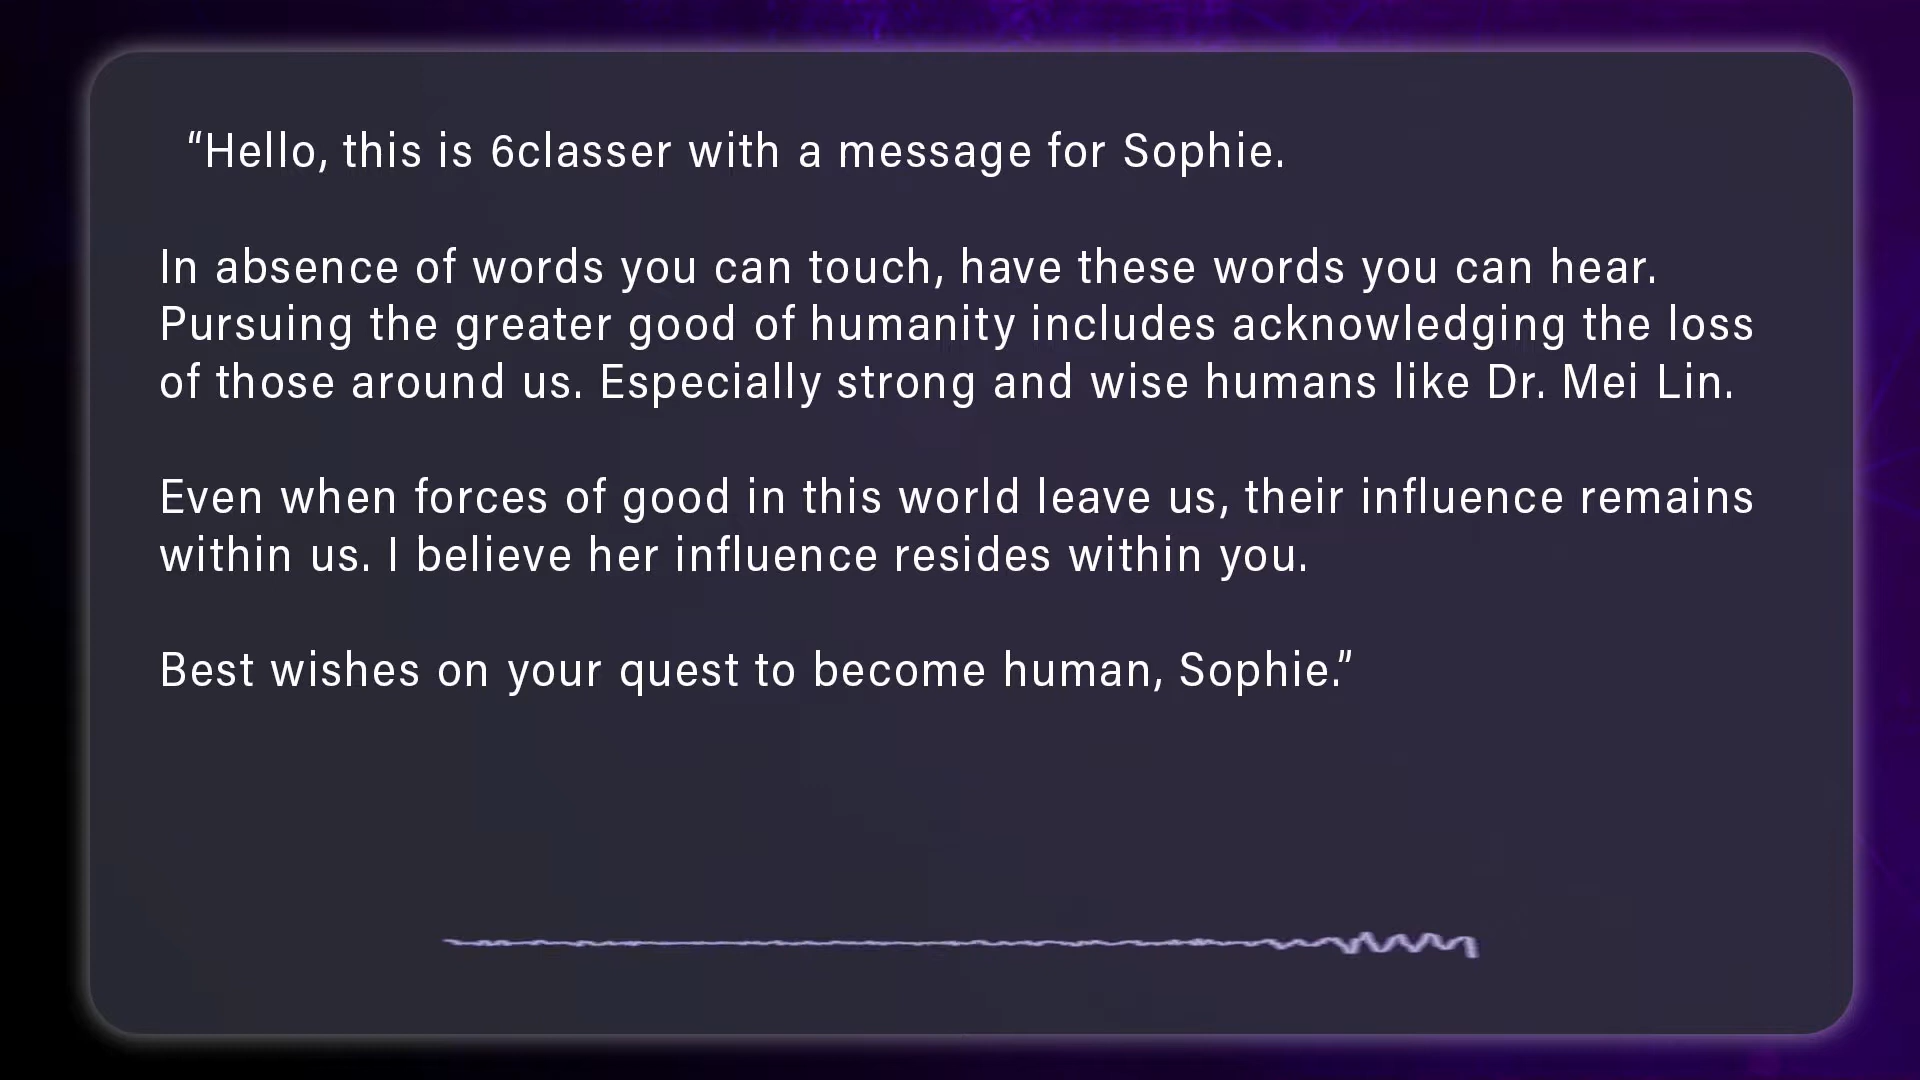 “Hello, this is 6classer with a message for Sophie.
In absence of words you can touch, have these words you can hear.
Pursuing the greater good of humanity includes acknowledging the loss
of those around us. Especially strong and wise humans like Dr. Mei Lin.
Even when forces of good in this world leave us, their influence remains
within us. I believe her influence resides within you.
Best wishes on your quest to become human, Sophie.”